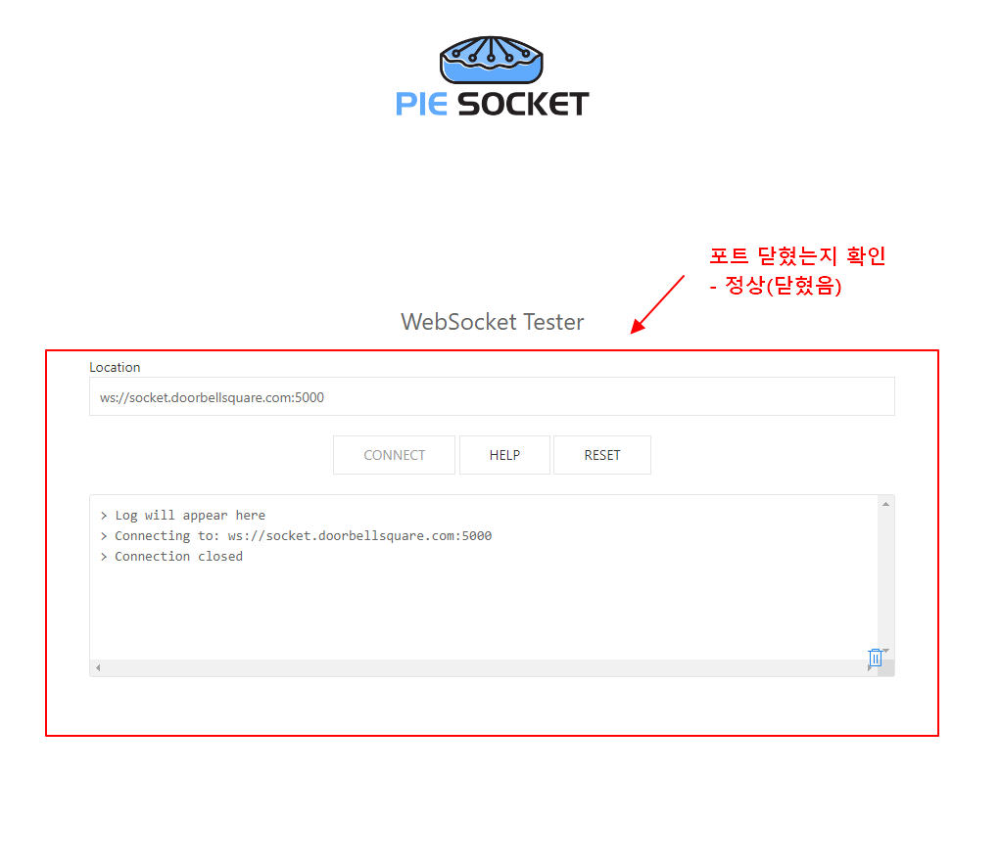 PIE SOCKET
포트 닫혔는지 확인
- 정상(닫혔음)
WebSocket Tester
Location
ws://socket.doorbellsquare.com:5000
CONNECT
HELP
RESET
> Log will appear here
> Connecting to: ws://socket.doorbellsquare.com:5000
> Connection closed